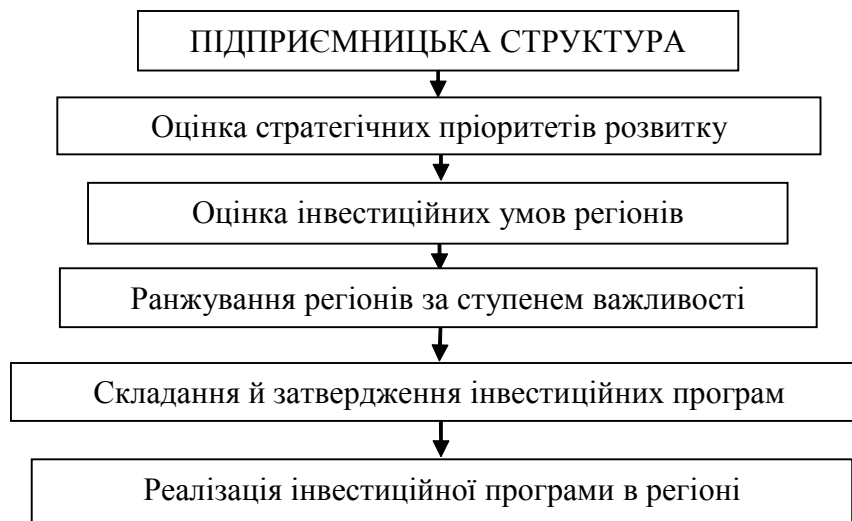 ПІДПРИЄМНИЦЬКА СТРУКТУРА
Оцінка стратегічних пріоритетів розвитку
Оцінка інвестиційних умов регіонів
Ранжування регіонів за ступенем важливості
Складання й затвердження інвестиційних програм
Реалізація інвестиційної програми в регіоні